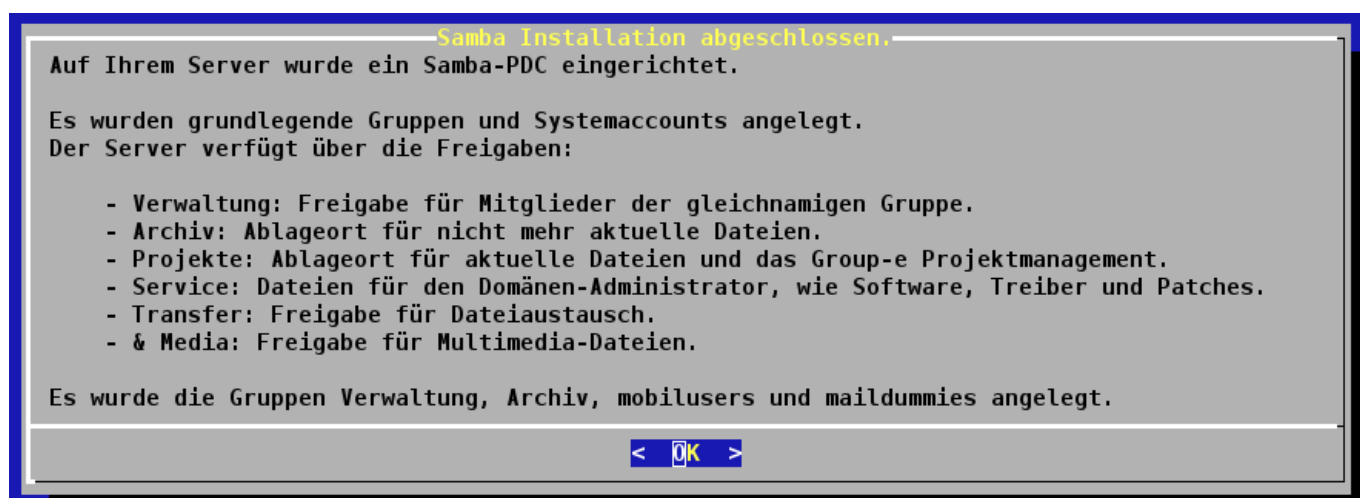 Samba Installation abgeschlossen.
Auf Ihrem Server wurde ein Samba-PDC eingerichtet.
Es wurden grundlegende Gruppen und Systemaccounts angelegt.
Der Server verfügt über die Freigaben:
- Verwaltung: Freigabe für Mitglieder der gleichnamigen Gruppe.
- Archiv: Ablageort für nicht mehr aktuelle Dateien.
- Projekte: Ablageort für aktuelle Dateien und das Group-e Projektmanagement.
- Service: Dateien für den Domänen-Administrator, wie Software, Treiber und Patches.
- Transfer: Freigabe für Dateiaustausch.
- & Media: Freigabe für Multimedia-Dateien.
Es wurde die Gruppen Verwaltung, Archiv, mobilusers und maildummies angelegt.
< OK >